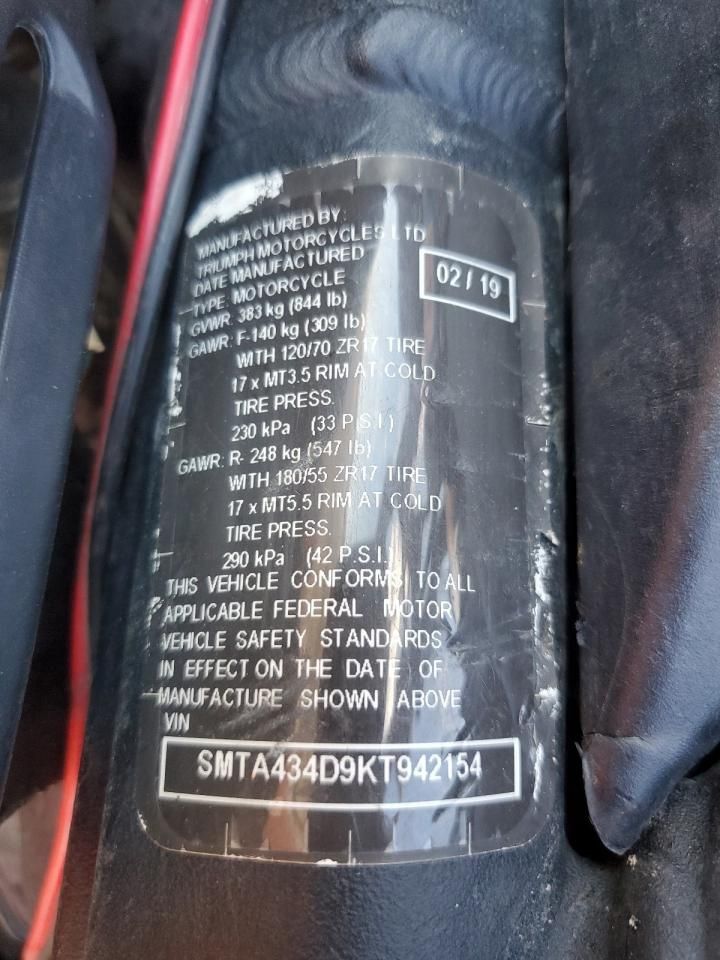 MANUFACTURED BY:
TRIUMPH MOTORCYCLES LTD
DATE MANUFACTURED
02 / 19
TYPE: MOTORCYCLE
GVWR: 383 kg (844 lb)
GAWR: F-140 kg (309 lb)
WITH 120/70 ZR17 TIRE
17 x MT3.5 RIM AT COLD
TIRE PRESS.
230 kPa (33 P.S.I.)
GAWR: R- 248 kg (547 lb)
WITH 180/55 ZR17 TIRE
17 x MT5.5 RIM AT COLD
TIRE PRESS.
290 kPa (42 P.S.I.)
THIS VEHICLE CONFORMS TO ALL
APPLICABLE FEDERAL MOTOR
VEHICLE SAFETY STANDARDS
IN EFFECT ON THE DATE OF
MANUFACTURE SHOWN ABOVE
VIN
SMTA434D9KT942154